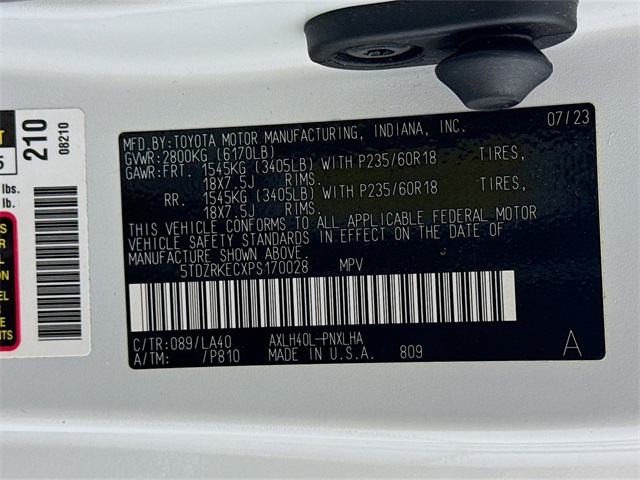 MFD.BY:TOYOTA MOTOR MANUFACTURING, INDIANA, INC. 07/23
GVWR:2800KG (6170LB)
GAWR:FRT. 1545KG (3405LB) WITH P235/60R18 TIRES,
18X7.5J RIMS.
RR. 1545KG (3405LB) WITH P235/60R18 TIRES,
18X7.5J RIMS.
THIS VEHICLE CONFORMS TO ALL APPLICABLE FEDERAL MOTOR
VEHICLE SAFETY STANDARDS IN EFFECT ON THE DATE OF
MANUFACTURE SHOWN ABOVE.
5TDZRKECXPS170028 MPV
C/TR:089/LA40 AXLH40L-PNXLHA
A/TM: /P810 MADE IN U.S.A. 809 A
210
08210
5
lbs.
lb.